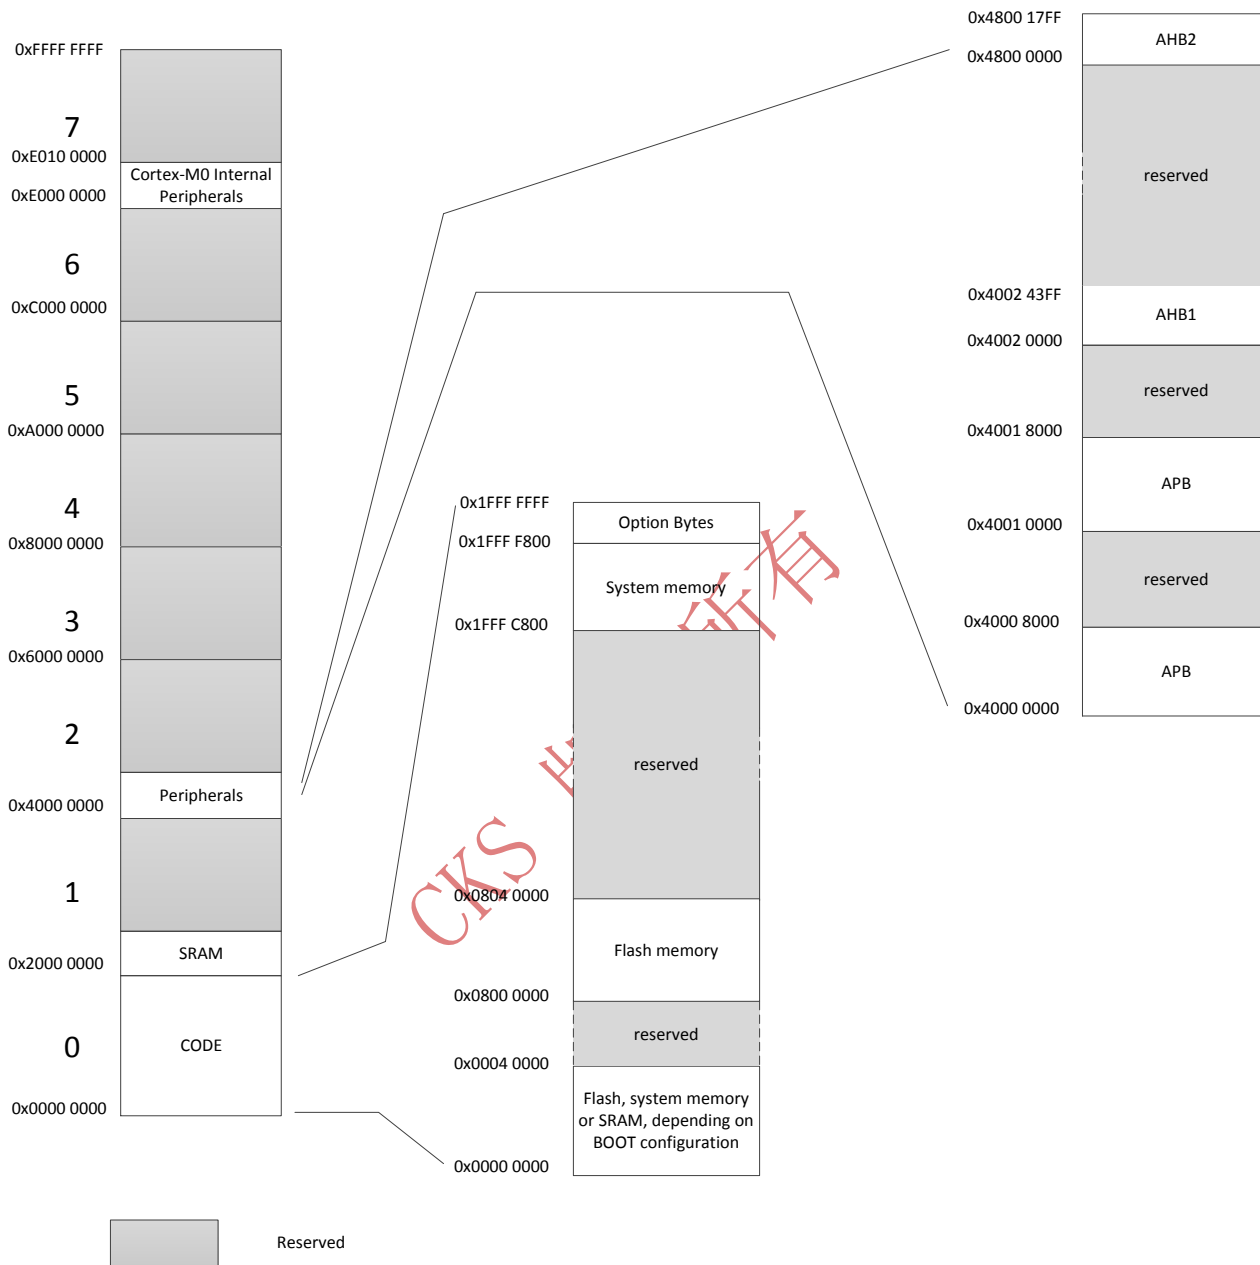 0xFFFF FFFF
7
0xE010 0000
Cortex-M0 Internal
Peripherals
0xE000 0000
6
0xC000 0000
5
0xA000 0000
4
0x8000 0000
3
0x6000 0000
2
Peripherals
0x4000 0000
1
SRAM
0x2000 0000
CODE
0
0x0000 0000
Reserved
0x1FFF FFFF
Option Bytes
0x1FFF F800
System memory
0x1FFF C800
reserved
0x0804 0000
Flash memory
0x0800 0000
reserved
0x0004 0000
Flash, system memory
or SRAM, depending on
BOOT configuration
0x0000 0000
0x4800 17FF
AHB2
0x4800 0000
reserved
0x4002 43FF
AHB1
0x4002 0000
reserved
0x4001 8000
APB
0x4001 0000
reserved
0x4000 8000
APB
0x4000 0000
CKS
所有